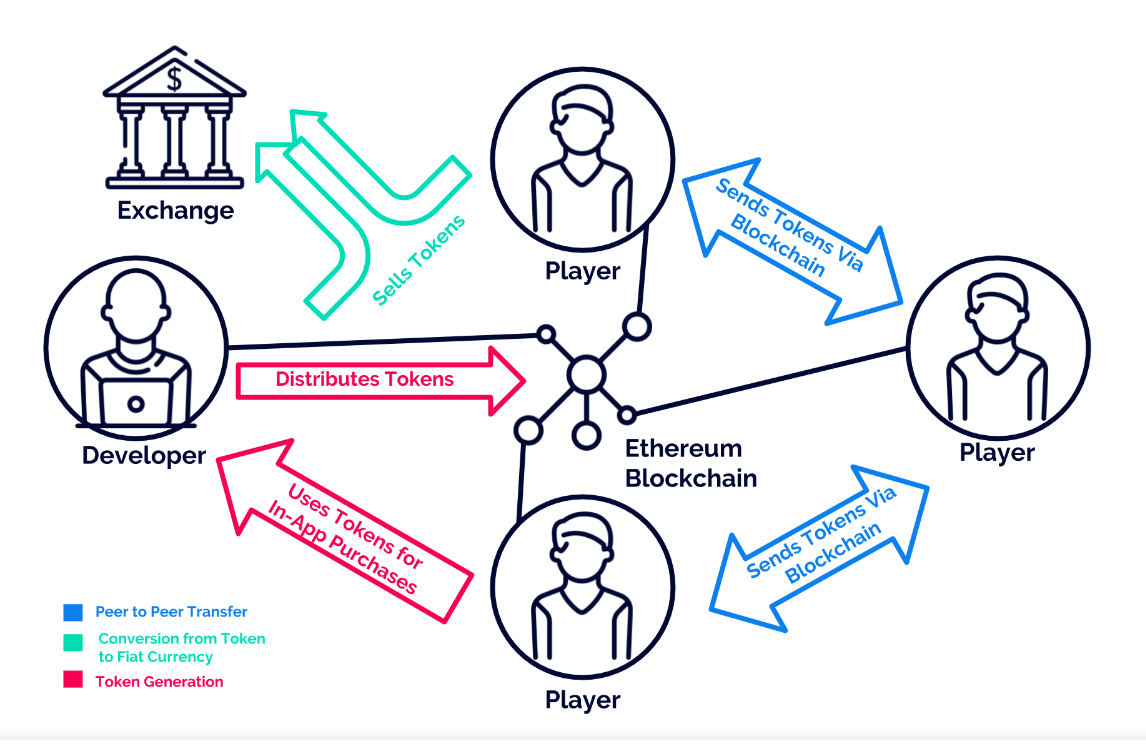 $
Exchange
Sells Tokens
Player
Sends Tokens Via
Blockchain
Developer
Distributes Tokens
Ethereum
Blockchain
Player
Uses Tokens for
In-App Purchases
Sends Tokens Via
Blockchain
Player
Peer to Peer Transfer
Conversion from Token
to Fiat Currency
Token Generation